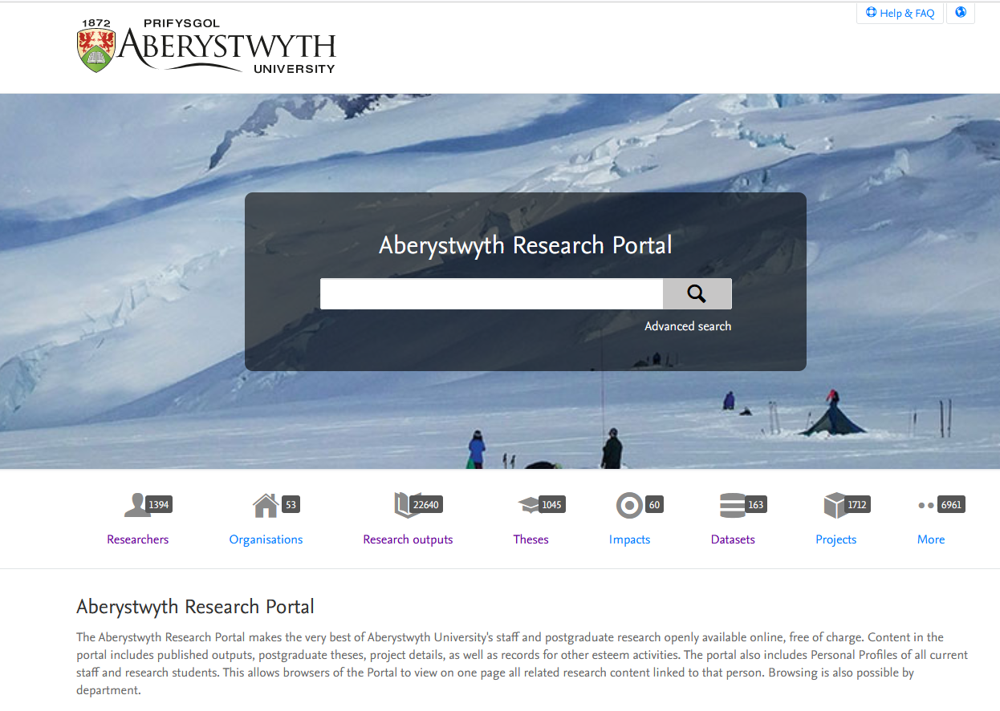 Help & FAQ
1872 PRIFYSGOL
ABERYSTWYTH
UNIVERSITY
Aberystwyth Research Portal
Advanced search
1394 53 22640 1045 60 163 1712 6961
Researchers Organisations Research outputs Theses Impacts Datasets Projects More
Aberystwyth Research Portal
The Aberystwyth Research Portal makes the very best of Aberystwyth University's staff and postgraduate research openly available online, free of charge. Content in the
portal includes published outputs, postgraduate theses, project details, as well as records for other esteem activities. The portal also includes Personal Profiles of all current
staff and research students. This allows browsers of the Portal to view on one page all related research content linked to that person. Browsing is also possible by
department.